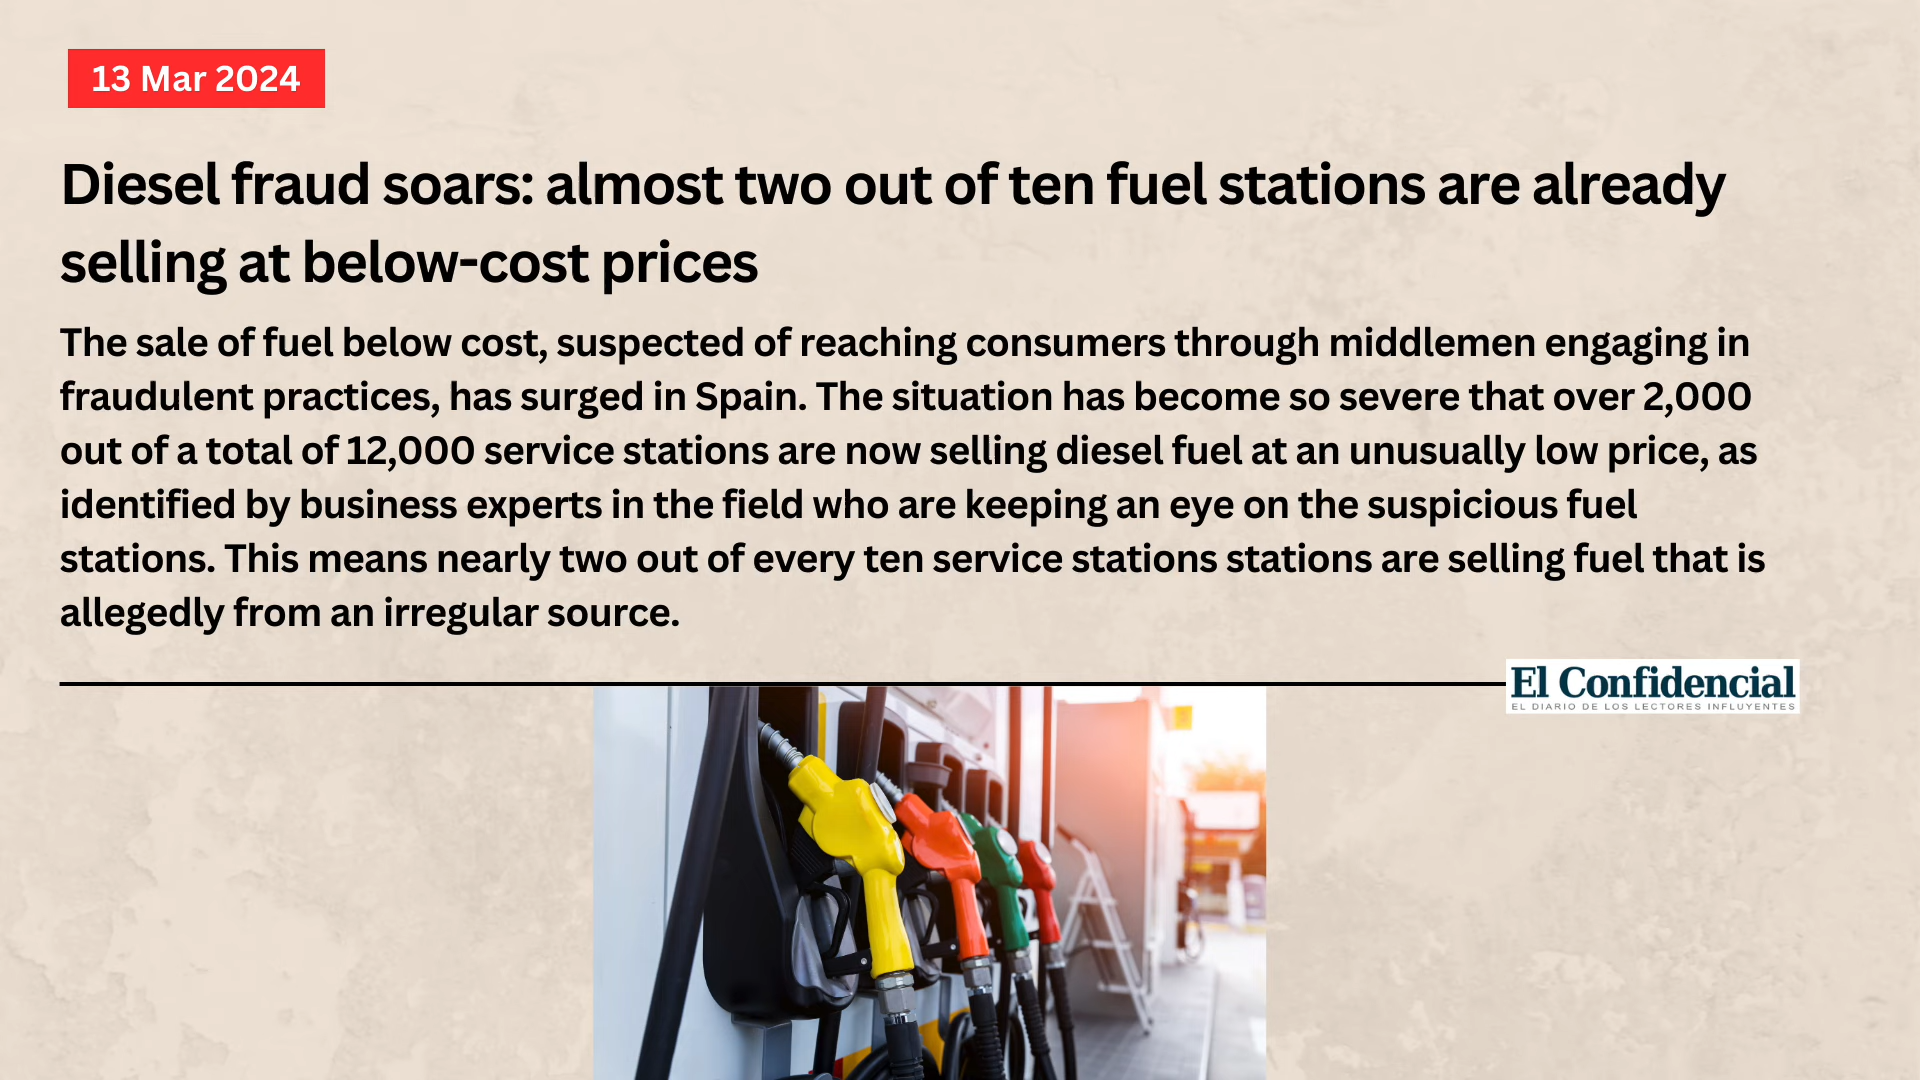 13 Mar 2024
Diesel fraud soars: almost two out of ten fuel stations are already
selling at below-cost prices
The sale of fuel below cost, suspected of reaching consumers through middlemen engaging in
fraudulent practices, has surged in Spain. The situation has become so severe that over 2,000
out of a total of 12,000 service stations are now selling diesel fuel at an unusually low price, as
identified by business experts in the field who are keeping an eye on the suspicious fuel
stations. This means nearly two out of every ten service stations stations are selling fuel that is
allegedly from an irregular source.
El Confidencial
EL DIARIO DE LOS LECTORES INFLUYENTES